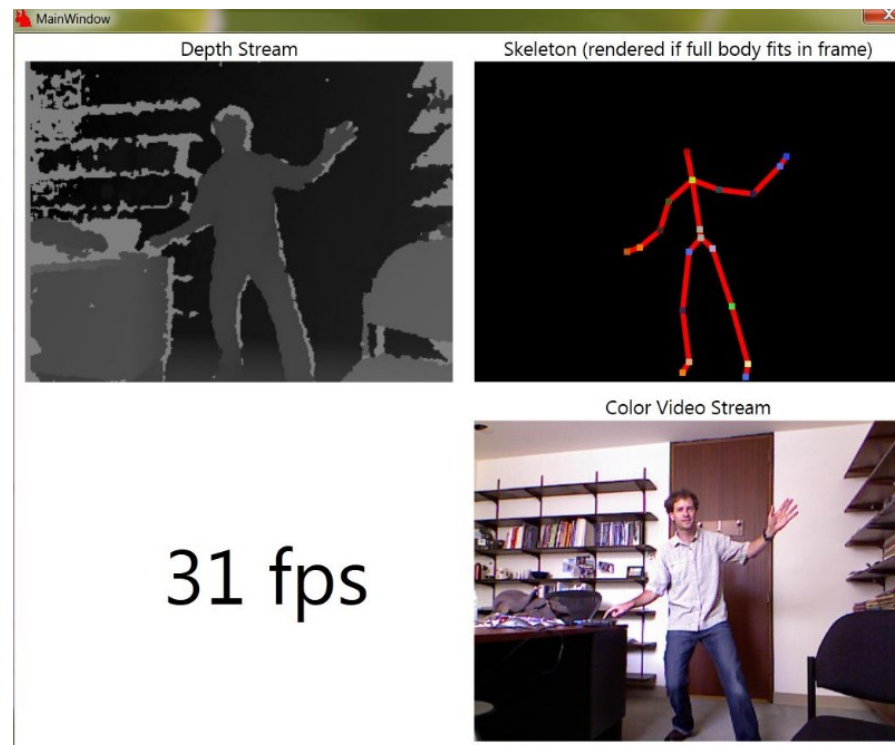 MainWindow
Depth Stream
Skeleton (rendered if full body fits in frame)
Color Video Stream
31 fps